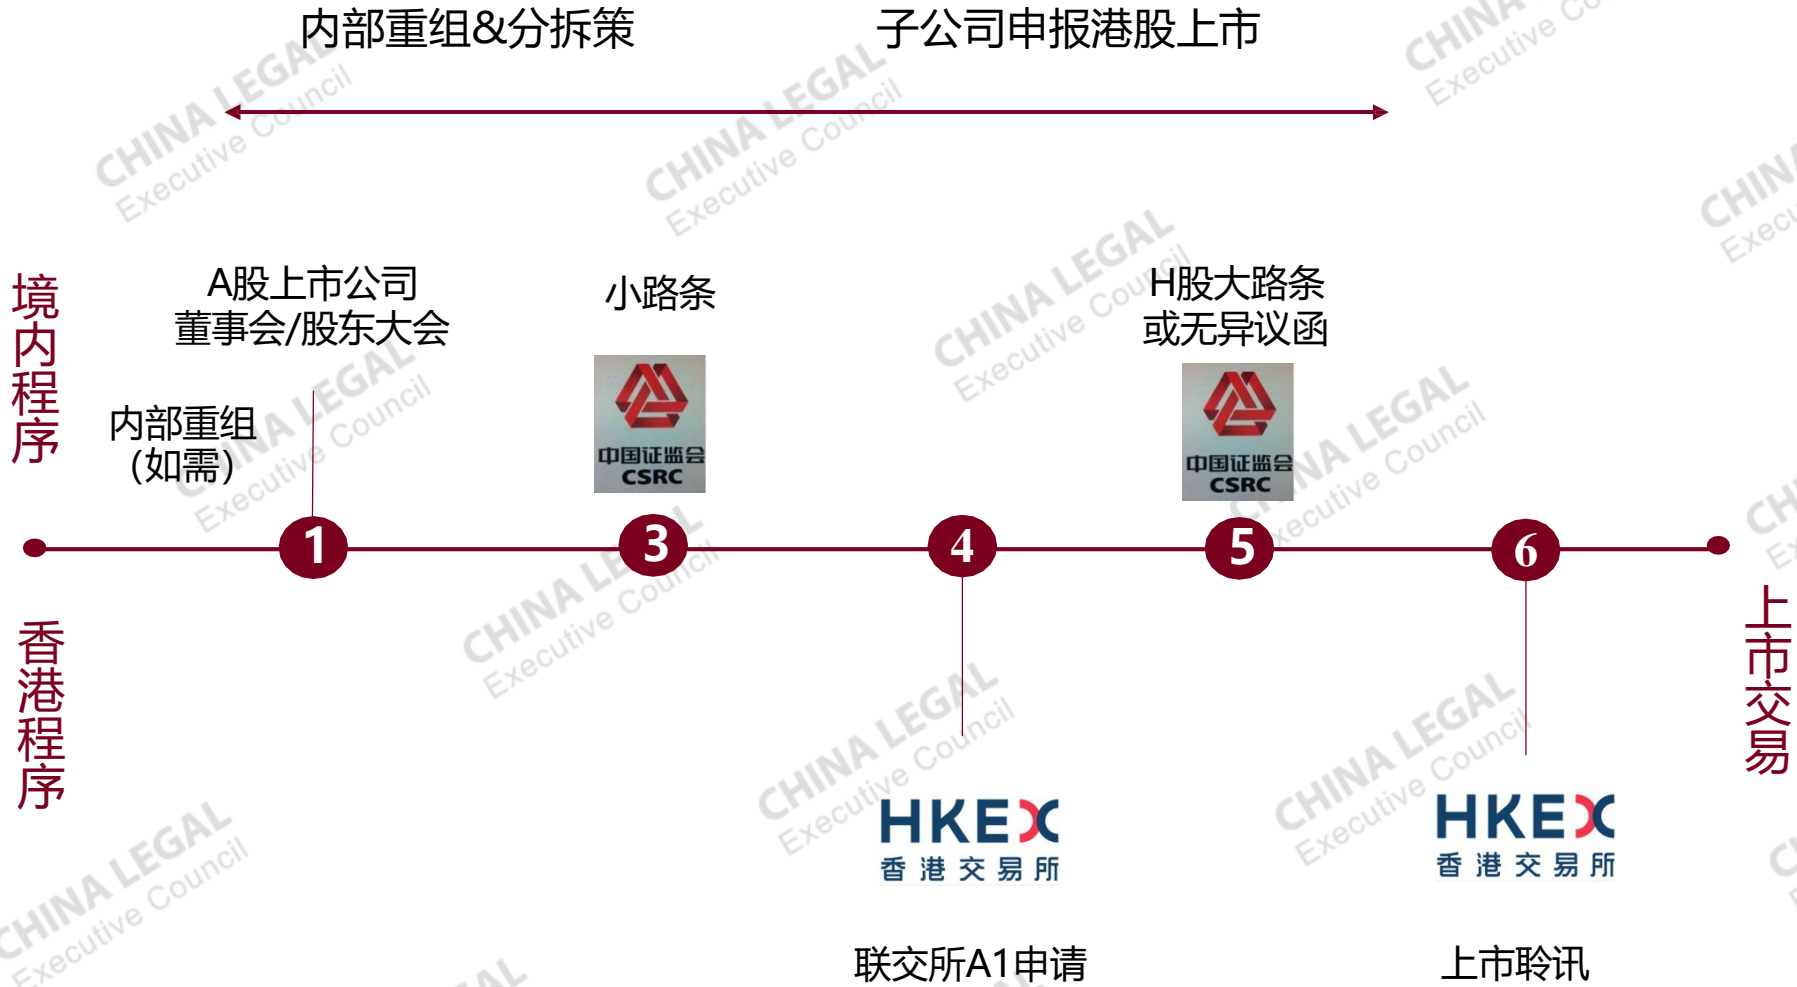 内部重组&分拆策
子公司申报港股上市
境内程序
A股上市公司
董事会/股东大会
小路条
H股大路条
或无异议函
内部重组
（如需）
中国证监会
CSRC
中国证监会
CSRC
1
3
4
5
6
香港程序
上市交易
HKEX
香港交易所
HKEX
香港交易所
联交所A1申请
上市聆讯
CHINA LEGAL
Executive Council